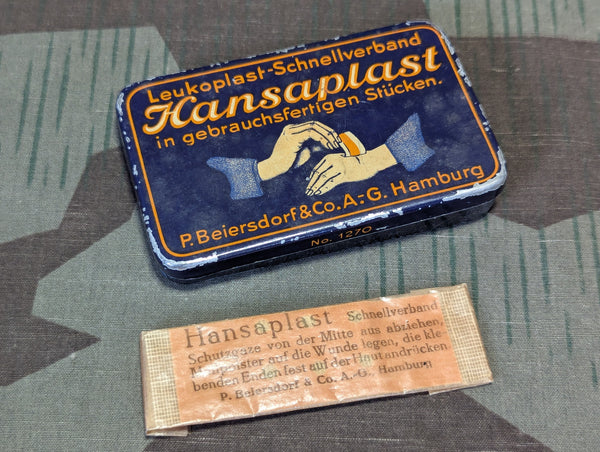 Leukoplast-Schnellverband
Hansaplast
in gebrauchsfertigen Stücken.
P. Beiersdorf & Co. A.-G. Hamburg
No. 1270
Hansaplast Schnellverband
Schutzgaze von der Mitte aus abziehen,
Mullpolster auf die Wunde legen, die kle-
benden Enden fest auf der Haut andrücken
P. Beiersdorf & Co. A.-G., Hamburg